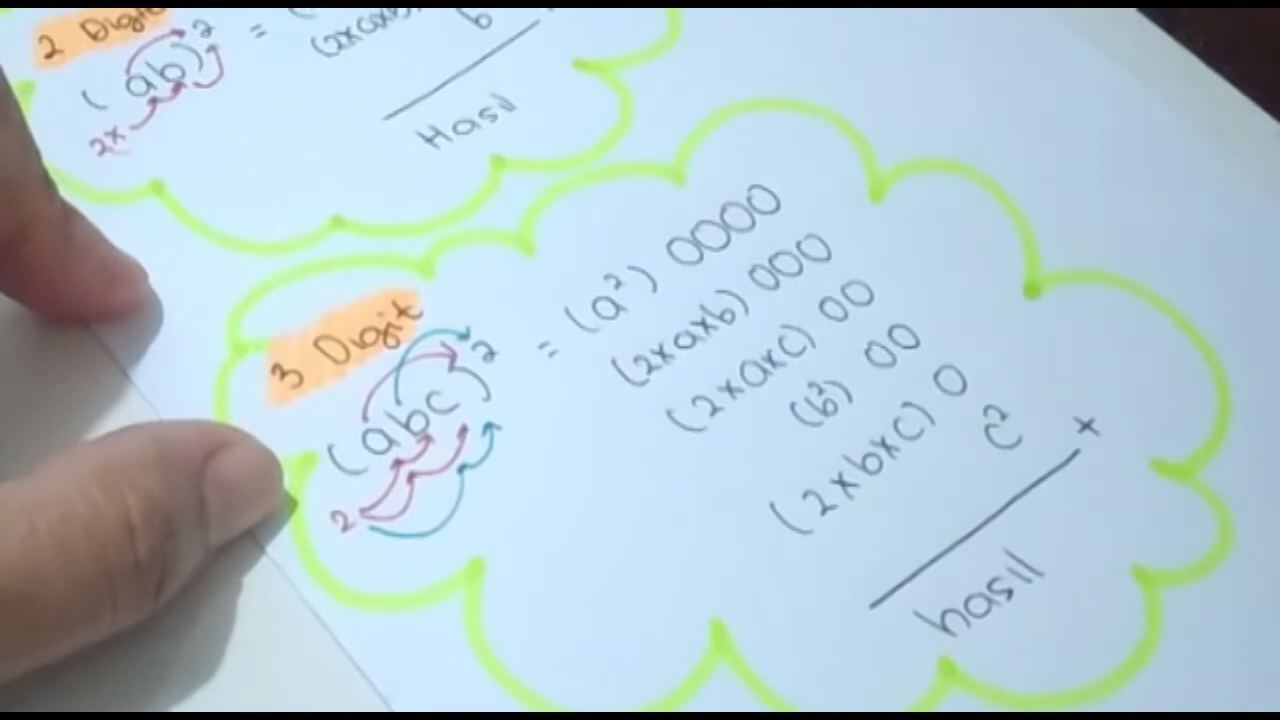 2 Digit
(ab)² =
(2xaxb)
b
Hasil
2x
3 Digit
(abc)² = (a²) 0000
(2xaxb) 000
(2xaxc) 00
(b²) 00
(2xbxc) 0
c² +
2
hasil